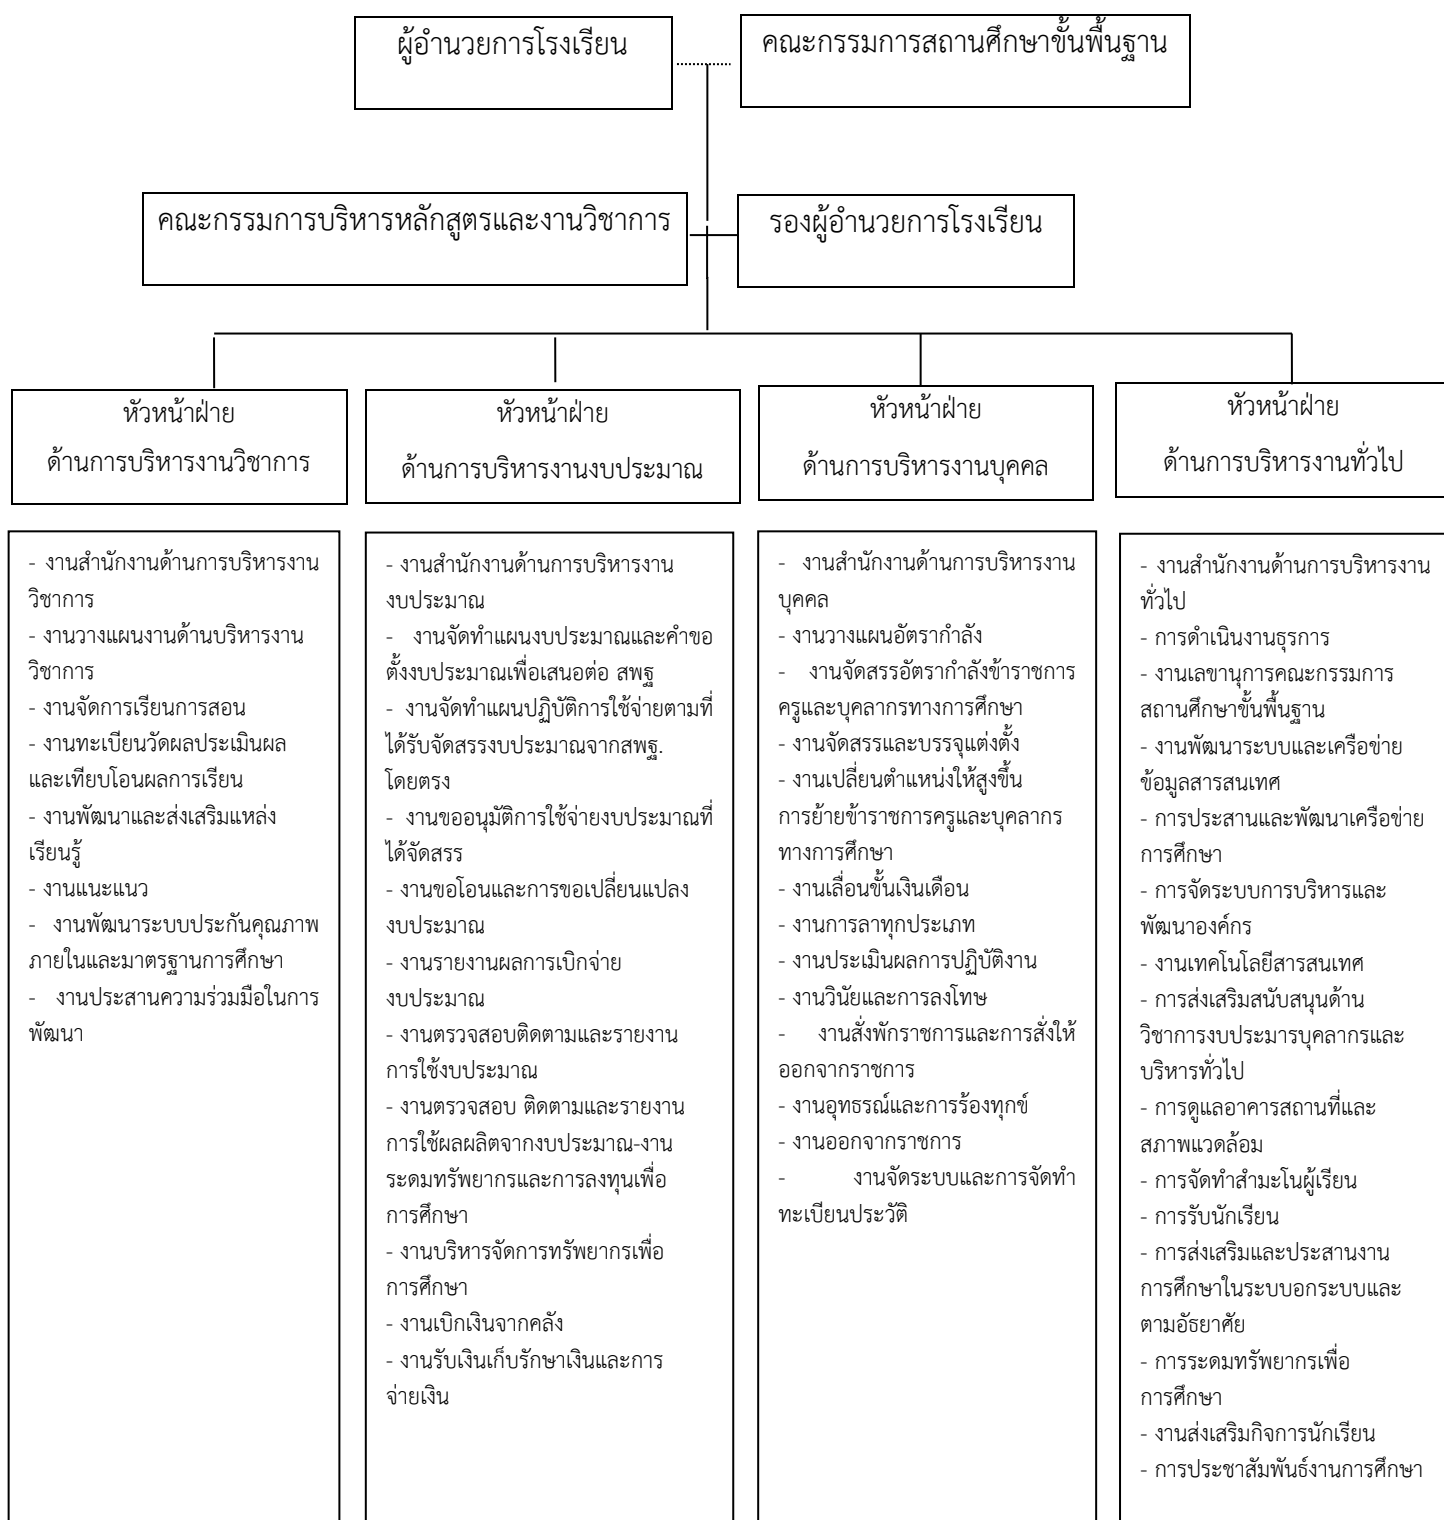 ผู้อำนวยการโรงเรียน
คณะกรรมการสถานศึกษาขั้นพื้นฐาน
คณะกรรมการบริหารหลักสูตรและงานวิชาการ
รองผู้อำนวยการโรงเรียน
หัวหน้าฝ่าย
ด้านการบริหารงานวิชาการ
หัวหน้าฝ่าย
ด้านการบริหารงานงบประมาณ
หัวหน้าฝ่าย
ด้านการบริหารงานบุคคล
หัวหน้าฝ่าย
ด้านการบริหารงานทั่วไป
- งานสำนักงานด้านการบริหารงาน
วิชาการ
- งานวางแผนงานด้านบริหารงาน
วิชาการ
- งานจัดการเรียนการสอน
- งานทะเบียนวัดผลประเมินผล
และเทียบโอนผลการเรียน
- งานพัฒนาและส่งเสริมแหล่ง
เรียนรู้
- งานแนะแนว
- งานพัฒนาระบบประกันคุณภาพ
ภายในและมาตรฐานการศึกษา
- งานประสานความร่วมมือในการ
พัฒนา
- งานสำนักงานด้านการบริหารงาน
งบประมาณ
- งานจัดทำแผนงบประมาณและคำขอ
ตั้งงบประมาณเพื่อเสนอต่อ สพฐ
- งานจัดทำแผนปฏิบัติการใช้จ่ายตามที่
ได้รับจัดสรรงบประมาณจากสพฐ.
โดยตรง
- งานขออนุมัติการใช้จ่ายงบประมาณที่
ได้จัดสรร
- งานขอโอนและการขอเปลี่ยนแปลง
งบประมาณ
- งานรายงานผลการเบิกจ่าย
งบประมาณ
- งานตรวจสอบติดตามและรายงาน
การใช้งบประมาณ
- งานตรวจสอบ ติดตามและรายงาน
การใช้ผลผลิตจากงบประมาณ-งาน
ระดมทรัพยากรและการลงทุนเพื่อ
การศึกษา
- งานบริหารจัดการทรัพยากรเพื่อ
การศึกษา
- งานเบิกเงินจากคลัง
- งานรับเงินเก็บรักษาเงินและการ
จ่ายเงิน
- งานสำนักงานด้านการบริหารงาน
บุคคล
- งานวางแผนอัตรากำลัง
- งานจัดสรรอัตรากำลังข้าราชการ
ครูและบุคลากรทางการศึกษา
- งานจัดสรรและบรรจุแต่งตั้ง
- งานเปลี่ยนตำแหน่งให้สูงขึ้น
การย้ายข้าราชการครูและบุคลากร
ทางการศึกษา
- งานเลื่อนขั้นเงินเดือน
- งานการลาทุกประเภท
- งานประเมินผลการปฏิบัติงาน
- งานวินัยและการลงโทษ
- งานสั่งพักราชการและการสั่งให้
ออกจากราชการ
- งานอุทธรณ์และการร้องทุกข์
- งานออกจากราชการ
- งานจัดระบบและการจัดทำ
ทะเบียนประวัติ
- งานสำนักงานด้านการบริหารงาน
ทั่วไป
- การดำเนินงานธุรการ
- งานเลขานุการคณะกรรมการ
สถานศึกษาขั้นพื้นฐาน
- งานพัฒนาระบบและเครือข่าย
ข้อมูลสารสนเทศ
- การประสานและพัฒนาเครือข่าย
การศึกษา
- การจัดระบบการบริหารและ
พัฒนาองค์กร
- งานเทคโนโลยีสารสนเทศ
- การส่งเสริมสนับสนุนด้าน
วิชาการงบประมารบุคลากรและ
บริหารทั่วไป
- การดูแลอาคารสถานที่และ
สภาพแวดล้อม
- การจัดทำสำมะโนผู้เรียน
- การรับนักเรียน
- การส่งเสริมและประสานงาน
การศึกษาในระบบอกระบบและ
ตามอัธยาศัย
- การระดมทรัพยากรเพื่อ
การศึกษา
- งานส่งเสริมกิจการนักเรียน
- การประชาสัมพันธ์งานการศึกษา